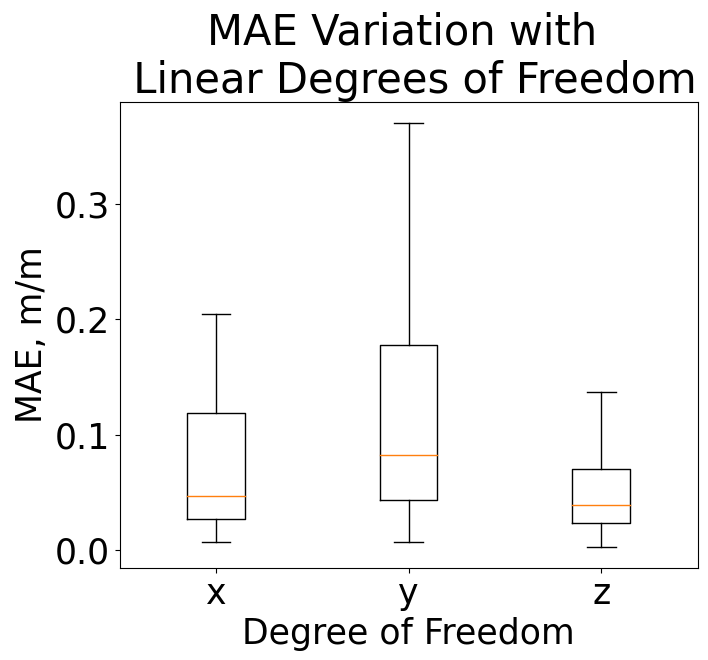 MAE Variation with
Linear Degrees of Freedom
MAE, m/m
0.3
0.2
0.1
0.0
x y z
Degree of Freedom